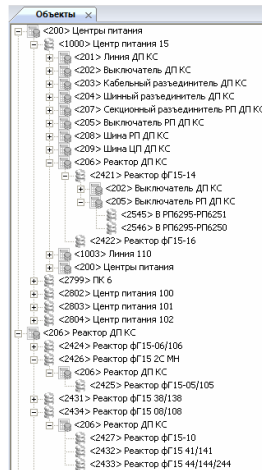 Объекты
<200> Центры питания
<1000> Центр питания 15
<201> Линия ДП КС
<202> Выключатель ДП КС
<203> Кабельный разъединитель ДП КС
<204> Шинный разъединитель ДП КС
<207> Секционный разъединитель РП ДП КС
<205> Выключатель РП ДП КС
<208> Шина РП ДП КС
<209> Шина ЦП ДП КС
<206> Реактор ДП КС
<2421> Реактор фГ15-14
<202> Выключатель ДП КС
<205> Выключатель РП ДП КС
<2545> В РП6295-РП6251
<2546> В РП6295-РП6250
<2422> Реактор фГ15-16
<1003> Линия 110
<200> Центры питания
<2799> ПК 6
<2802> Центр питания 100
<2803> Центр питания 101
<2804> Центр питания 102
<206> Реактор ДП КС
<2424> Реактор фГ15-06/106
<2426> Реактор фГ15 2С МН
<206> Реактор ДП КС
<2425> Реактор фГ15-05/105
<2431> Реактор фГ15 38/138
<2434> Реактор фГ15 08/108
<206> Реактор ДП КС
<2427> Реактор фГ15-10
<2432> Реактор фГ15 41/141
<2433> Реактор фГ15 44/144/244